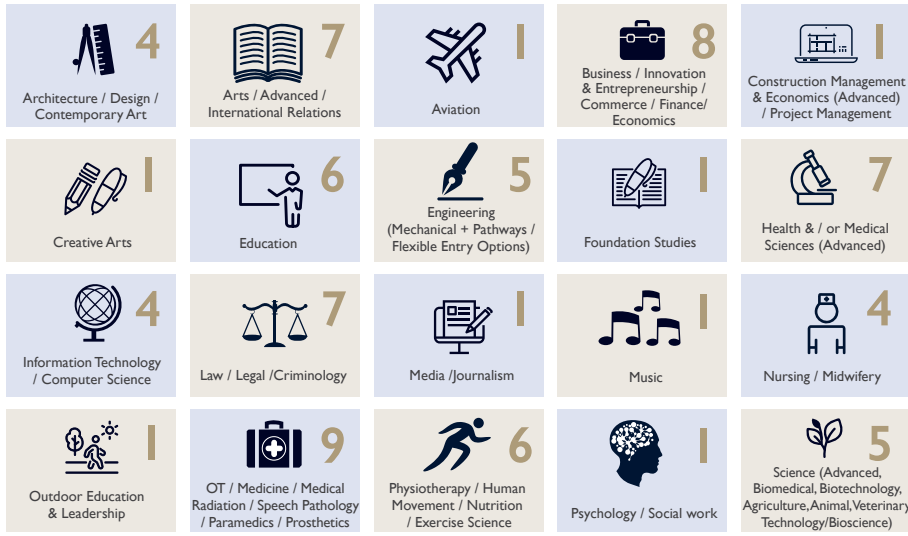 4
Architecture / Design /
Contemporary Art
7
Arts / Advanced /
International Relations
1
Aviation
8
Business / Innovation
& Entrepreneurship /
Commerce / Finance/
Economics
1
Construction Management
& Economics (Advanced)
/ Project Management
1
Creative Arts
6
Education
5
Engineering
(Mechanical + Pathways /
Flexible Entry Options)
1
Foundation Studies
7
Health & / or Medical
Sciences (Advanced)
4
Information Technology
/ Computer Science
7
Law / Legal /Criminology
1
Media /Journalism
1
Music
4
Nursing / Midwifery
1
Outdoor Education
& Leadership
9
OT / Medicine / Medical
Radiation / Speech Pathology
/ Paramedics / Prosthetics
6
Physiotherapy / Human
Movement / Nutrition
/ Exercise Science
1
Psychology / Social work
5
Science (Advanced,
Biomedical, Biotechnology,
Agriculture, Animal, Veterinary
Technology/Bioscience)